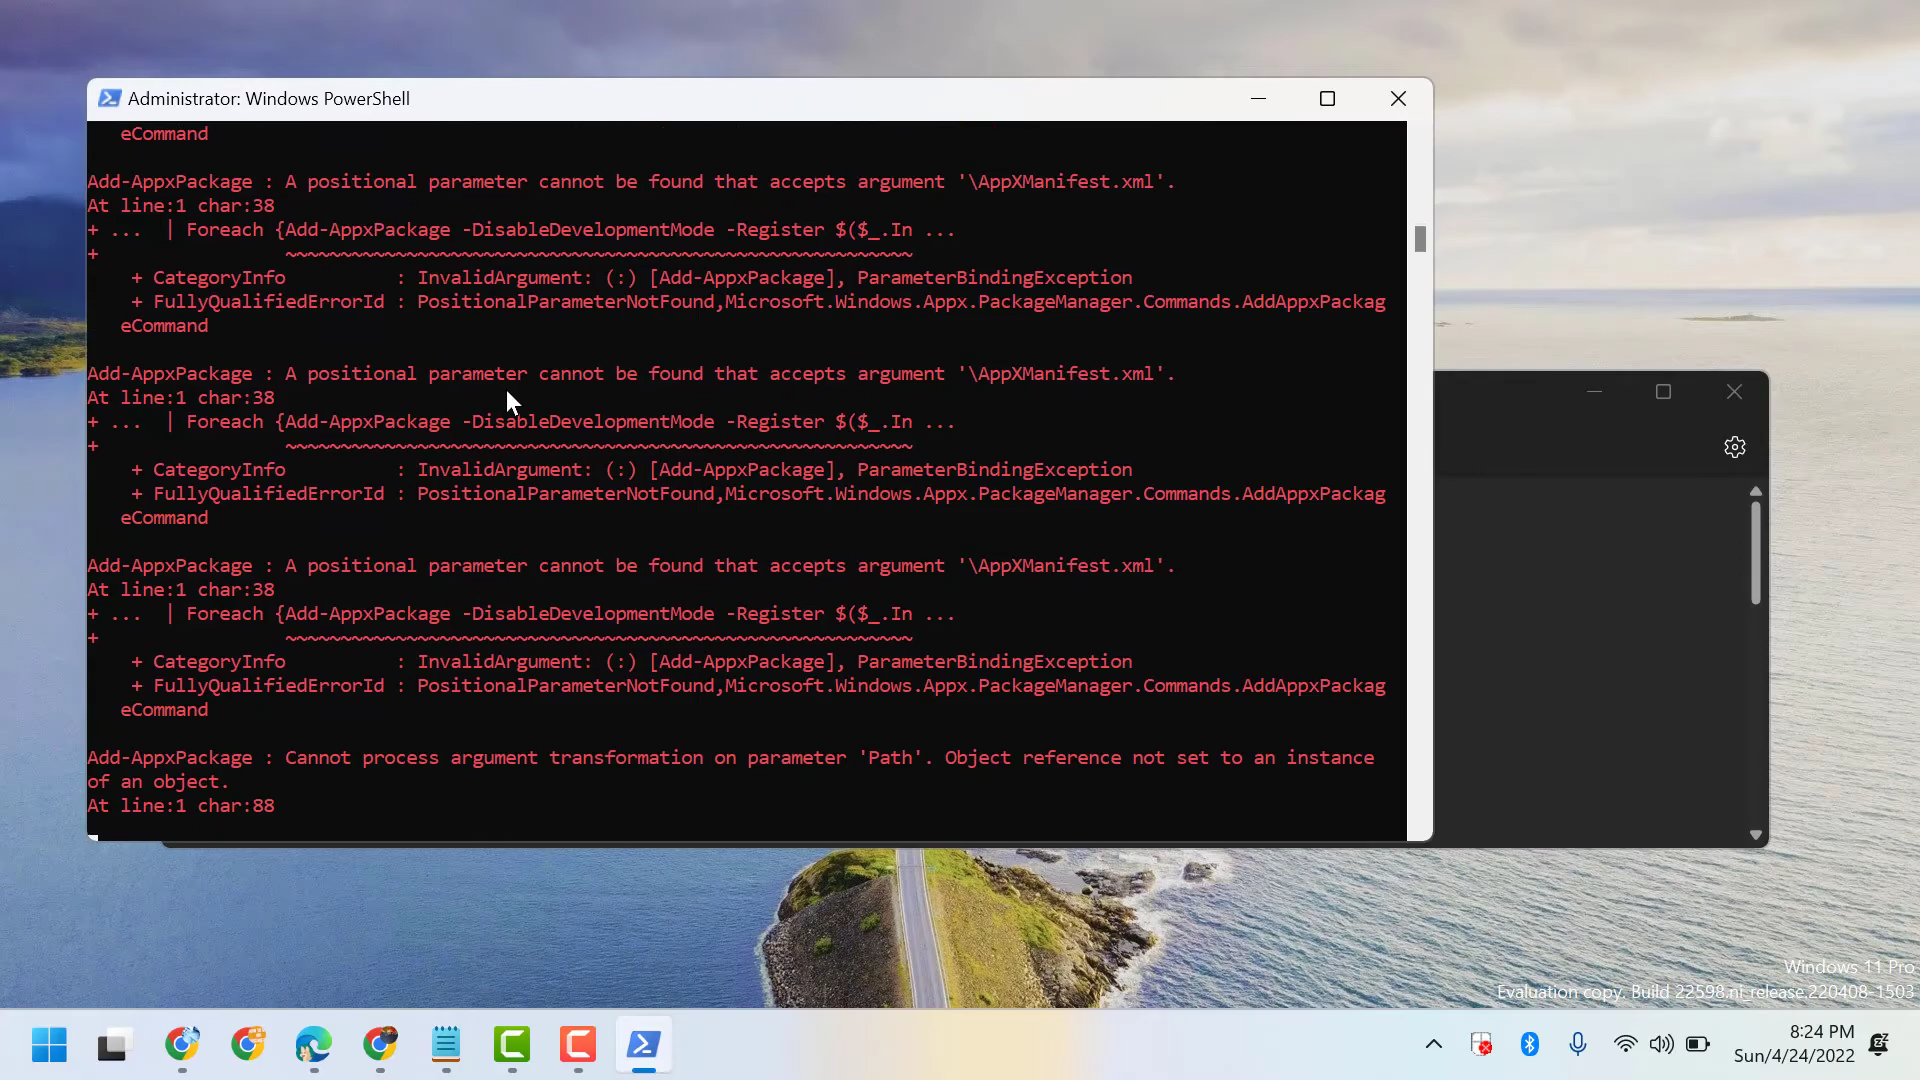 Administrator: Windows PowerShell
eCommand
Add-AppxPackage : A positional parameter cannot be found that accepts argument '\AppXManifest.xml'.
At line:1 char:38
+ ...  | Foreach {Add-AppxPackage -DisableDevelopmentMode -Register $($_.In ...
+                 ~~~~~~~~~~~~~~~~~~~~~~~~~~~~~~~~~~~~~~~~~~~~~~~~~~~~~~~~~
    + CategoryInfo          : InvalidArgument: (:) [Add-AppxPackage], ParameterBindingException
    + FullyQualifiedErrorId : PositionalParameterNotFound,Microsoft.Windows.Appx.PackageManager.Commands.AddAppxPackag
   eCommand
Add-AppxPackage : A positional parameter cannot be found that accepts argument '\AppXManifest.xml'.
At line:1 char:38
+ ...  | Foreach {Add-AppxPackage -DisableDevelopmentMode -Register $($_.In ...
+                 ~~~~~~~~~~~~~~~~~~~~~~~~~~~~~~~~~~~~~~~~~~~~~~~~~~~~~~~~~
    + CategoryInfo          : InvalidArgument: (:) [Add-AppxPackage], ParameterBindingException
    + FullyQualifiedErrorId : PositionalParameterNotFound,Microsoft.Windows.Appx.PackageManager.Commands.AddAppxPackag
   eCommand
Add-AppxPackage : A positional parameter cannot be found that accepts argument '\AppXManifest.xml'.
At line:1 char:38
+ ...  | Foreach {Add-AppxPackage -DisableDevelopmentMode -Register $($_.In ...
+                 ~~~~~~~~~~~~~~~~~~~~~~~~~~~~~~~~~~~~~~~~~~~~~~~~~~~~~~~~~
    + CategoryInfo          : InvalidArgument: (:) [Add-AppxPackage], ParameterBindingException
    + FullyQualifiedErrorId : PositionalParameterNotFound,Microsoft.Windows.Appx.PackageManager.Commands.AddAppxPackag
   eCommand
Add-AppxPackage : Cannot process argument transformation on parameter 'Path'. Object reference not set to an instance
of an object.
At line:1 char:88
Windows 11 Pro
Evaluation copy. Build 22598.ni_release.220408-1503
8:24 PM
Sun/4/24/2022